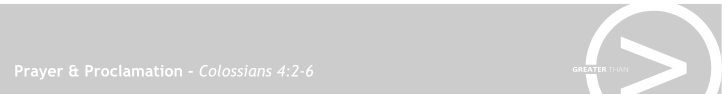 Prayer & Proclamation - Colossians 4:2-6
GREATER THAN